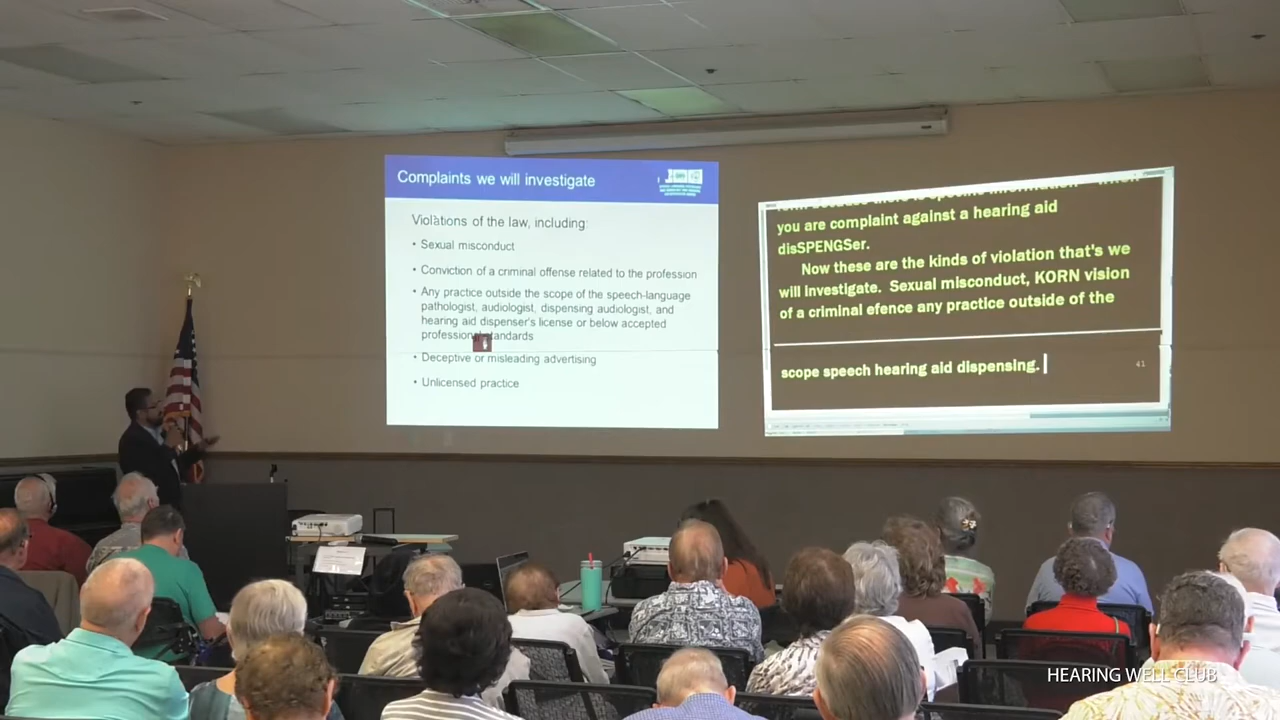 Complaints we will investigate
Violations of the law, including:
• Sexual misconduct
• Conviction of a criminal offense related to the profession
• Any practice outside the scope of the speech-language
pathologist, audiologist, dispensing audiologist, and
hearing aid dispenser's license or below accepted
standards
• Deceptive or misleading advertising
• Unlicensed practice
you are complaint against a hearing aid
disSPENGSer.
Now these are the kinds of violation that's we
will investigate. Sexual misconduct, KORN vision
of a criminal efence any practice outside of the
scope speech hearing aid dispensing.
41
HEARING WELL CLUB